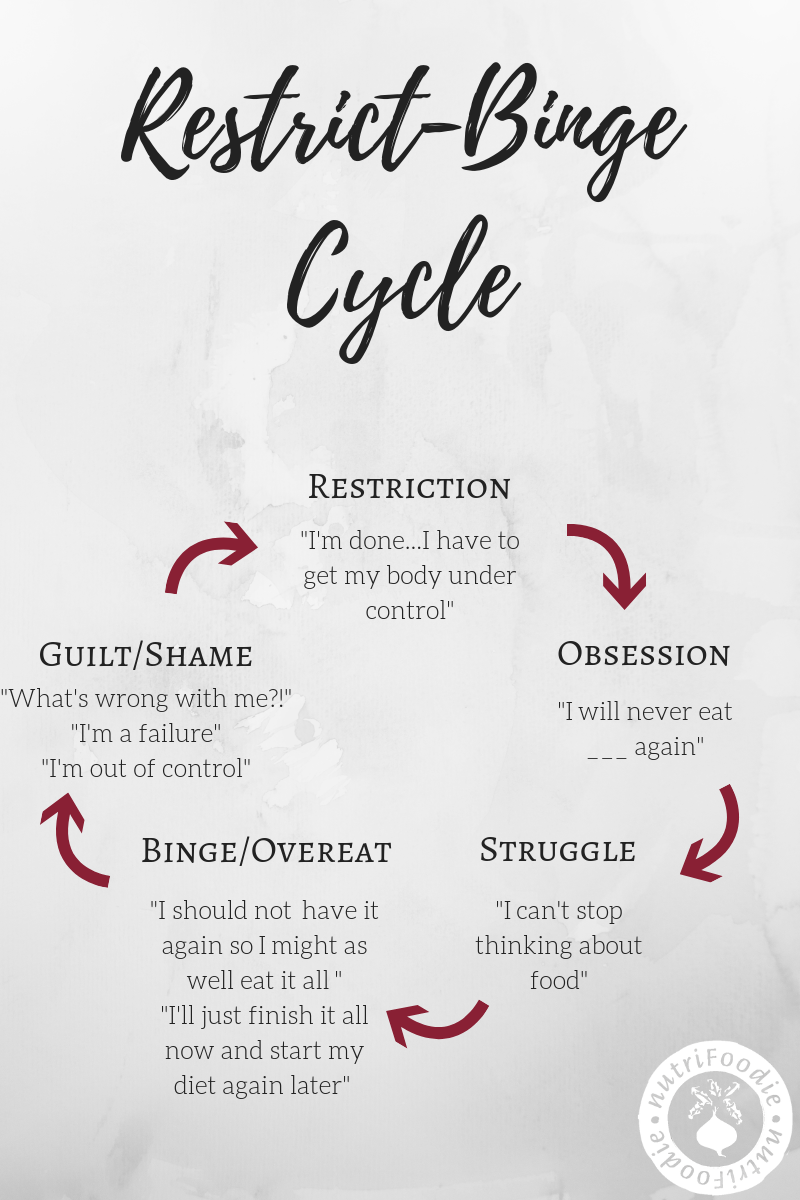 Restrict-Binge
Cycle
RESTRICTION
"I'm done...I have to
get my body under
control"
OBSESSION
"I will never eat
___ again"
STRUGGLE
"I can't stop
thinking about
food"
BINGE/OVEREAT
"I should not have it
again so I might as
well eat it all "
"I'll just finish it all
now and start my
diet again later"
GUILT/SHAME
"What's wrong with me?!"
"I'm a failure"
"I'm out of control"
nutriFoodie • nutriFoodie •